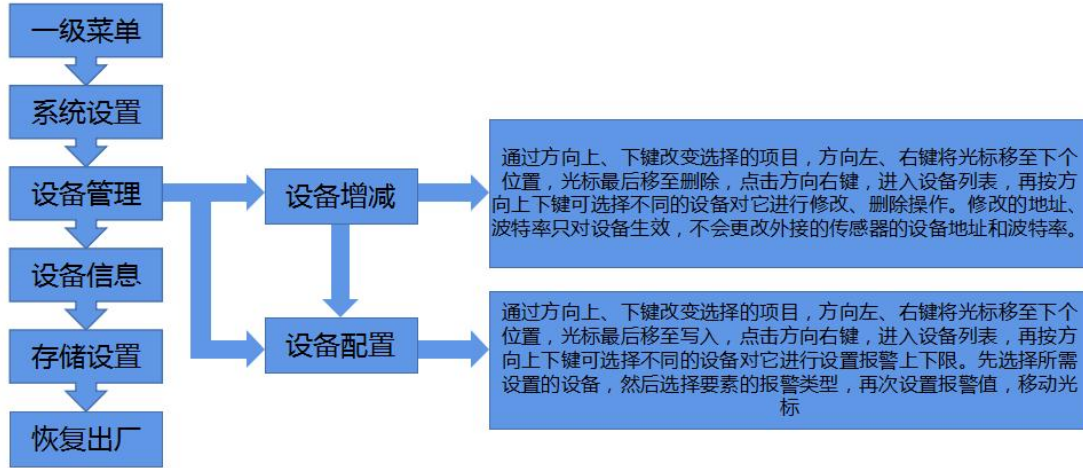 一级菜单
系统设置
设备管理
设备信息
存储设置
恢复出厂
设备增减
设备配置
通过方向上、下键改变选择的项目，方向左、右键将光标移至下个
位置，光标最后移至删除，点击方向右键，进入设备列表，再按方
向上下键可选择不同的设备对它进行修改、删除操作。修改的地址、
波特率只对设备生效，不会更改外接的传感器的设备地址和波特率。
通过方向上、下键改变选择的项目，方向左、右键将光标移至下个
位置，光标最后移至写入，点击方向右键，进入设备列表，再按方
向上下键可选择不同的设备对它进行设置报警上下限。先选择所需
设置的设备，然后选择要素的报警类型，再次设置报警值，移动光
标